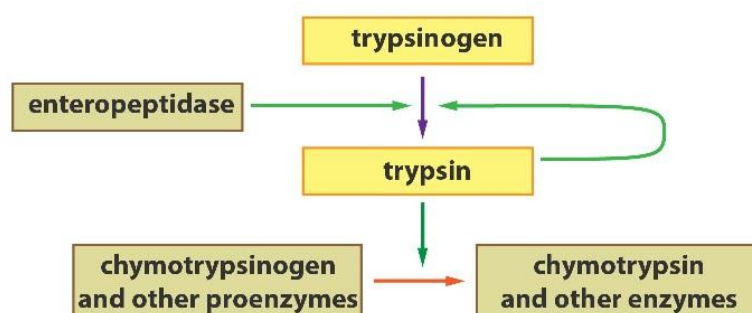 trypsinogen
enteropeptidase
trypsin
chymotrypsinogen
and other proenzymes
chymotrypsin
and other enzymes